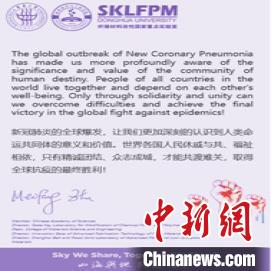 SKLFPM
DONGHUA UNIVERSITY
The global outbreak of New Coronary Pneumonia
has made us more profoundly aware of the
significance and value of the community of
human destiny. People of all countries in the
world live together and depend on each other's
well-being. Only through solidarity and unity can
we overcome difficulties and achieve the final
victory in the global fight against epidemics!
新冠肺炎的全球爆发，让我们更加深刻的认识到人类命
运共同体的意义和价值。世界各国人民休戚与共、福祉
相依，只有精诚团结、众志成城，才能共渡难关，取得
全球抗疫的最终胜利！
Member, Chinese Academy of Sciences
Sky We Share, Tog
中新网
Chinanews.com